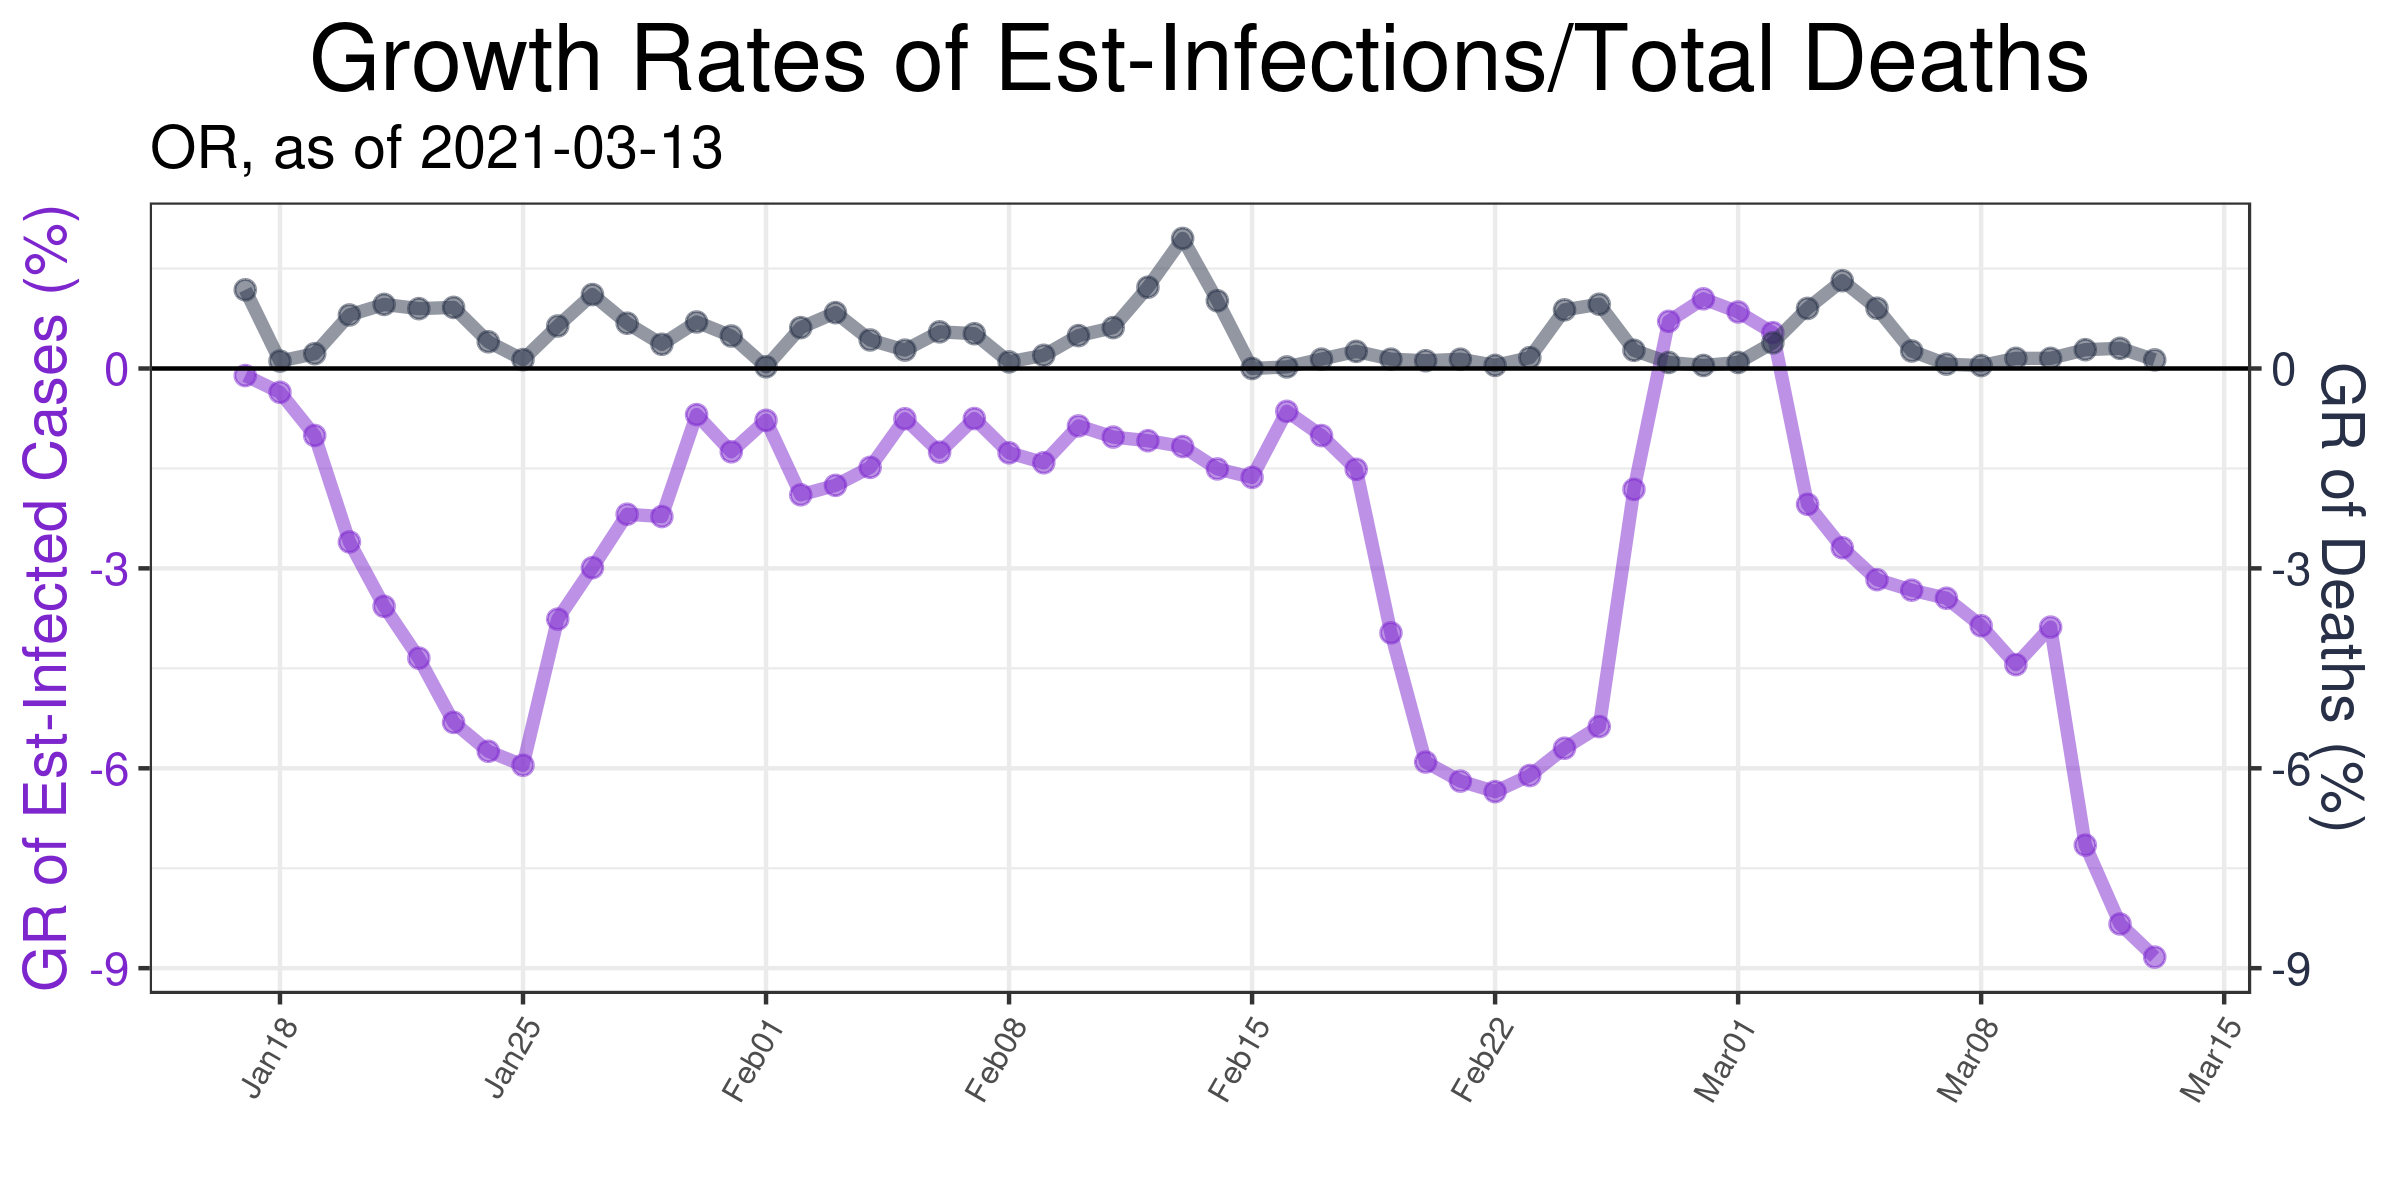 Growth Rates of Est-Infections/Total Deaths
OR, as of 2021-03-13
GR of Est-Infected Cases (%)
0
-3
-6
-9
0
-3
-6
-9
GR of Deaths (%)
Jan18
Jan25
Feb01
Feb08
Feb15
Feb22
Mar01
Mar08
Mar15